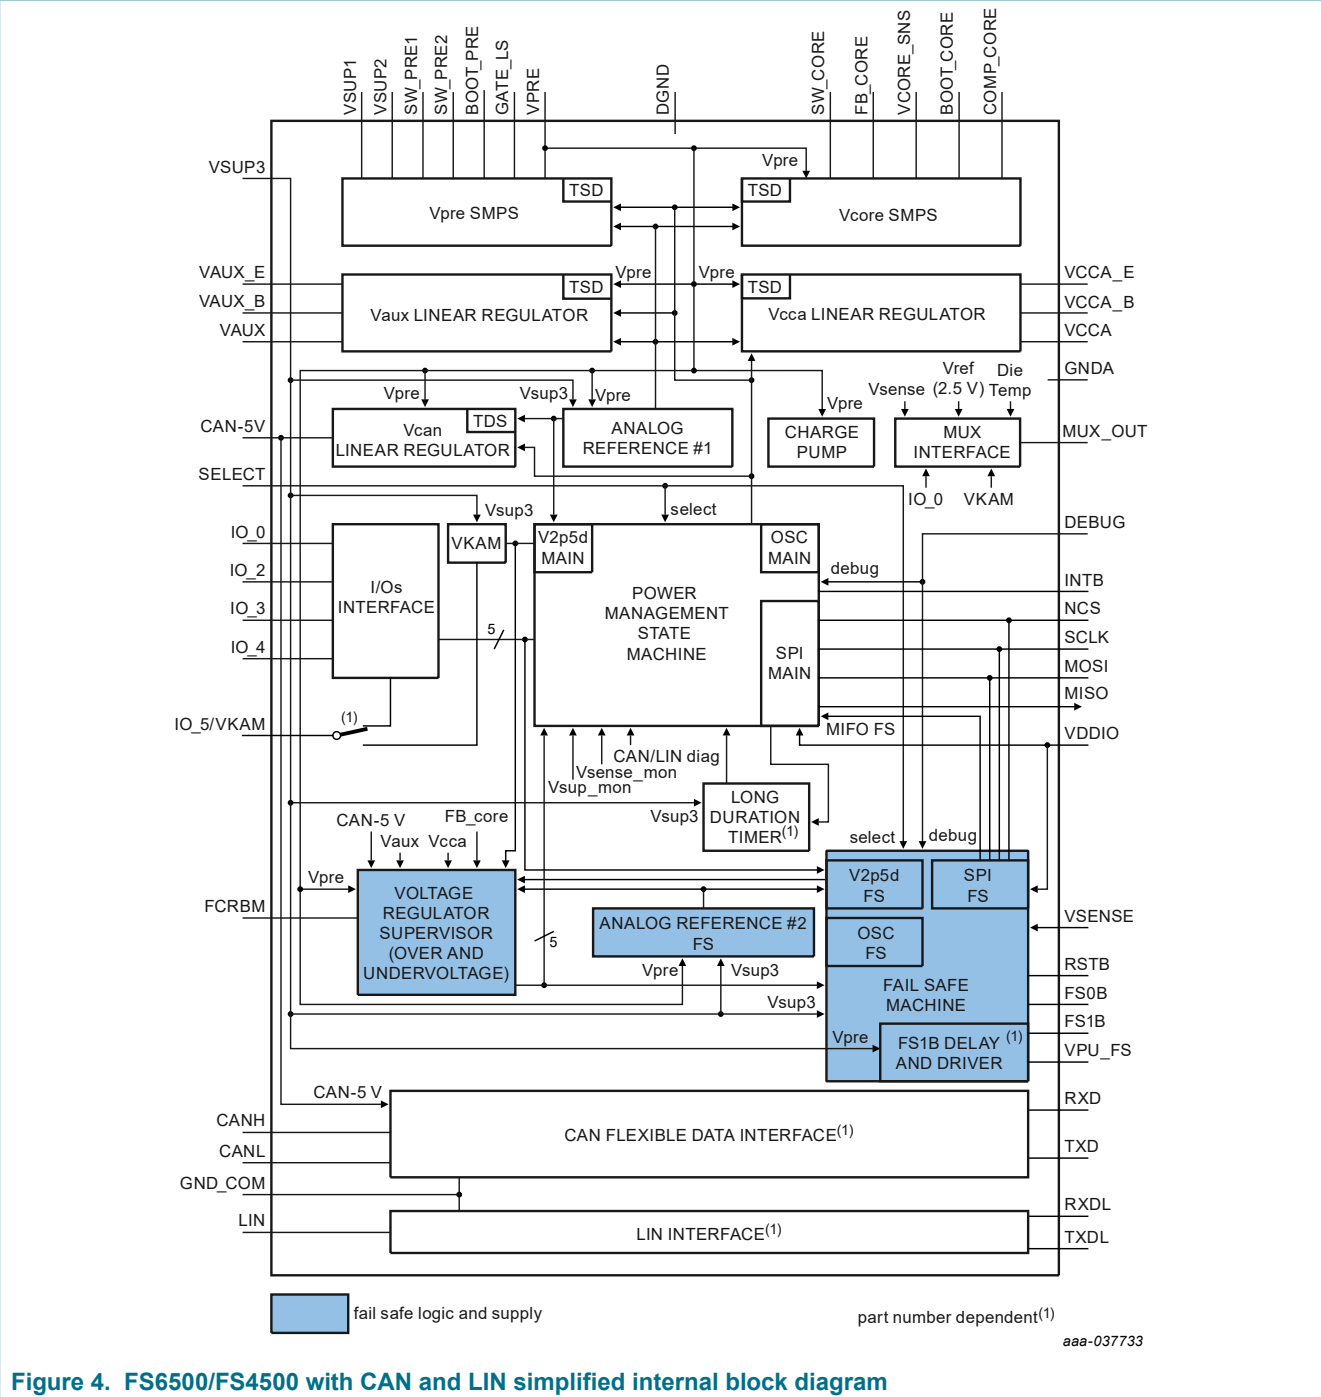 VSUP1
VSUP2
SW_PRE1
SW_PRE2
BOOT_PRE
GATE_LS
VPRE
DGND
SW_CORE
FB_CORE
VCORE_SNS
BOOT_CORE
COMP_CORE
VSUP3
Vpre
TSD
Vpre SMPS
TSD
Vcore SMPS
VAUX_E
VAUX_B
VAUX
TSD
Vaux LINEAR REGULATOR
Vpre
Vpre
TSD
Vcca LINEAR REGULATOR
VCCA_E
VCCA_B
VCCA
GNDA
Vpre
Vsup3
Vpre
Vpre
Vsense
Vref
(2.5 V)
Die
Temp
CAN-5V
TDS
Vcan
LINEAR REGULATOR
ANALOG
REFERENCE #1
CHARGE
PUMP
MUX
INTERFACE
MUX_OUT
IO_0
VKAM
SELECT
select
Vsup3
IO_0
IO_2
IO_3
IO_4
I/Os
INTERFACE
VKAM
V2p5d
MAIN
OSC
MAIN
POWER
MANAGEMENT
STATE
MACHINE
SPI
MAIN
5
debug
DEBUG
INTB
NCS
SCLK
MOSI
MISO
MIFO FS
VDDIO
IO_5/VKAM
(1)
CAN/LIN diag
Vsense_mon
Vsup_mon
Vsup3
LONG
DURATION
TIMER(1)
CAN-5 V
Vaux
Vcca
FB_core
select
debug
Vpre
FCRBM
VOLTAGE
REGULATOR
SUPERVISOR
(OVER AND
UNDERVOLTAGE)
5
ANALOG REFERENCE #2
FS
Vpre
Vsup3
V2p5d
FS
SPI
FS
OSC
FS
FAIL SAFE
MACHINE
Vsup3
Vpre
FS1B DELAY (1)
AND DRIVER
VSENSE
RSTB
FS0B
FS1B
VPU_FS
CAN-5 V
CANH
CANL
GND_COM
LIN
CAN FLEXIBLE DATA INTERFACE(1)
LIN INTERFACE(1)
RXD
TXD
RXDL
TXDL
fail safe logic and supply
part number dependent(1)
aaa-037733
Figure 4. FS6500/FS4500 with CAN and LIN simplified internal block diagram